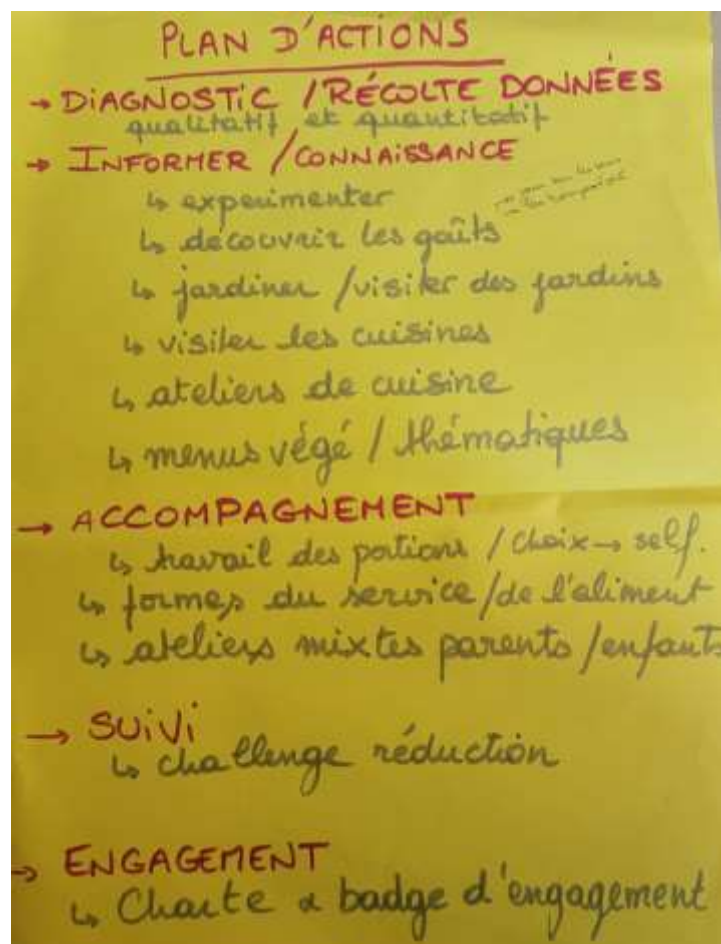 PLAN D'ACTIONS
→ DIAGNOSTIC / RÉCOLTE DONNÉES
qualitatif et quantitatif
→ INFORMER / CONNAISSANCE
↳ experimenter
↳ découvrir les goûts
↳ jardiner / visiter des jardins
↳ visiter les cuisines
↳ ateliers de cuisine
↳ menus végé / thématiques
→ ACCOMPAGNEMENT
↳ travail des portions / choix → self.
↳ formes du service / de l'aliment
↳ ateliers mixtes parents / enfants
→ SUIVI
↳ challenge réduction
→ ENGAGEMENT
↳ Charte & badge d'engagement